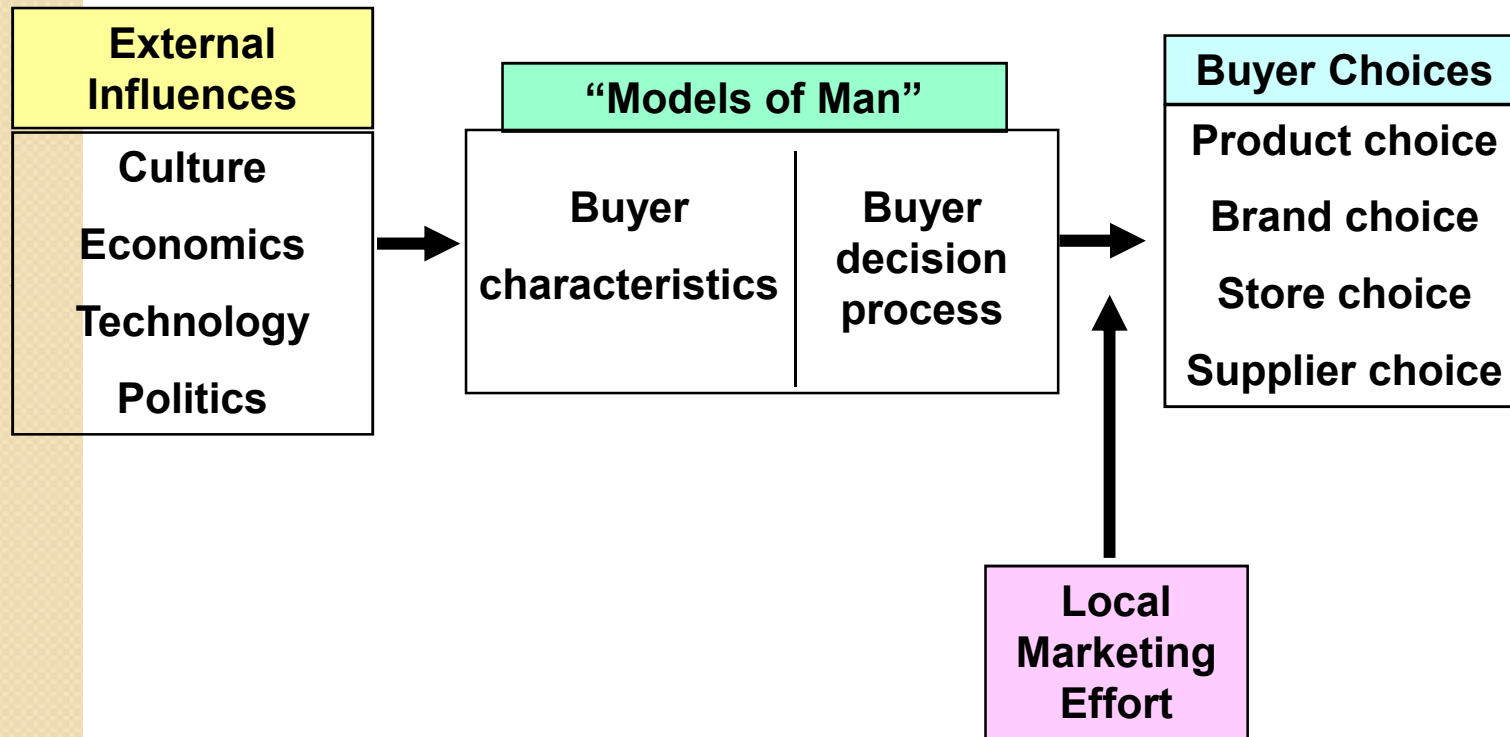 External
Influences
Culture
Economics
Technology
Politics
“Models of Man”
Buyer
characteristics
Buyer
decision
process
Buyer Choices
Product choice
Brand choice
Store choice
Supplier choice
Local
Marketing
Effort